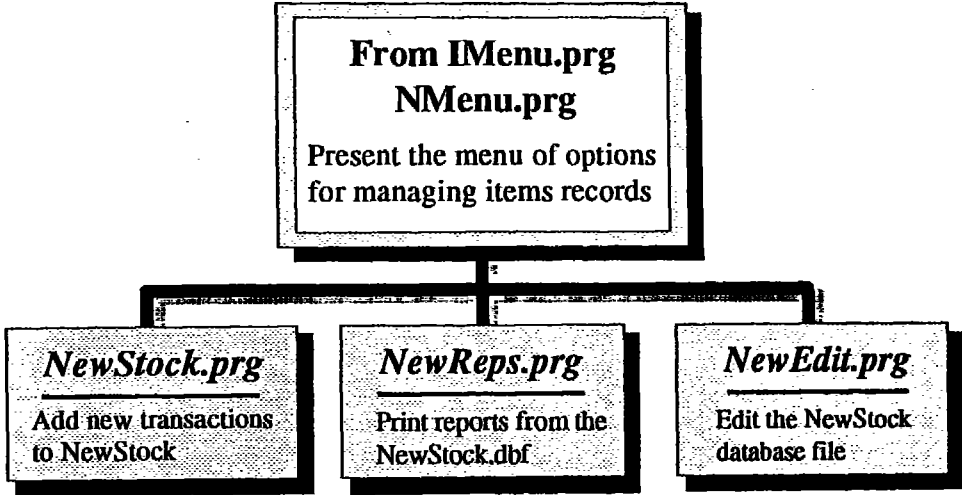 From IMenu.prg
NMenu.prg
Present the menu of options
for managing items records
NewStock.prg
Add new transactions
to NewStock
NewReps.prg
Print reports from the
NewStock.dbf
NewEdit.prg
Edit the NewStock
database file